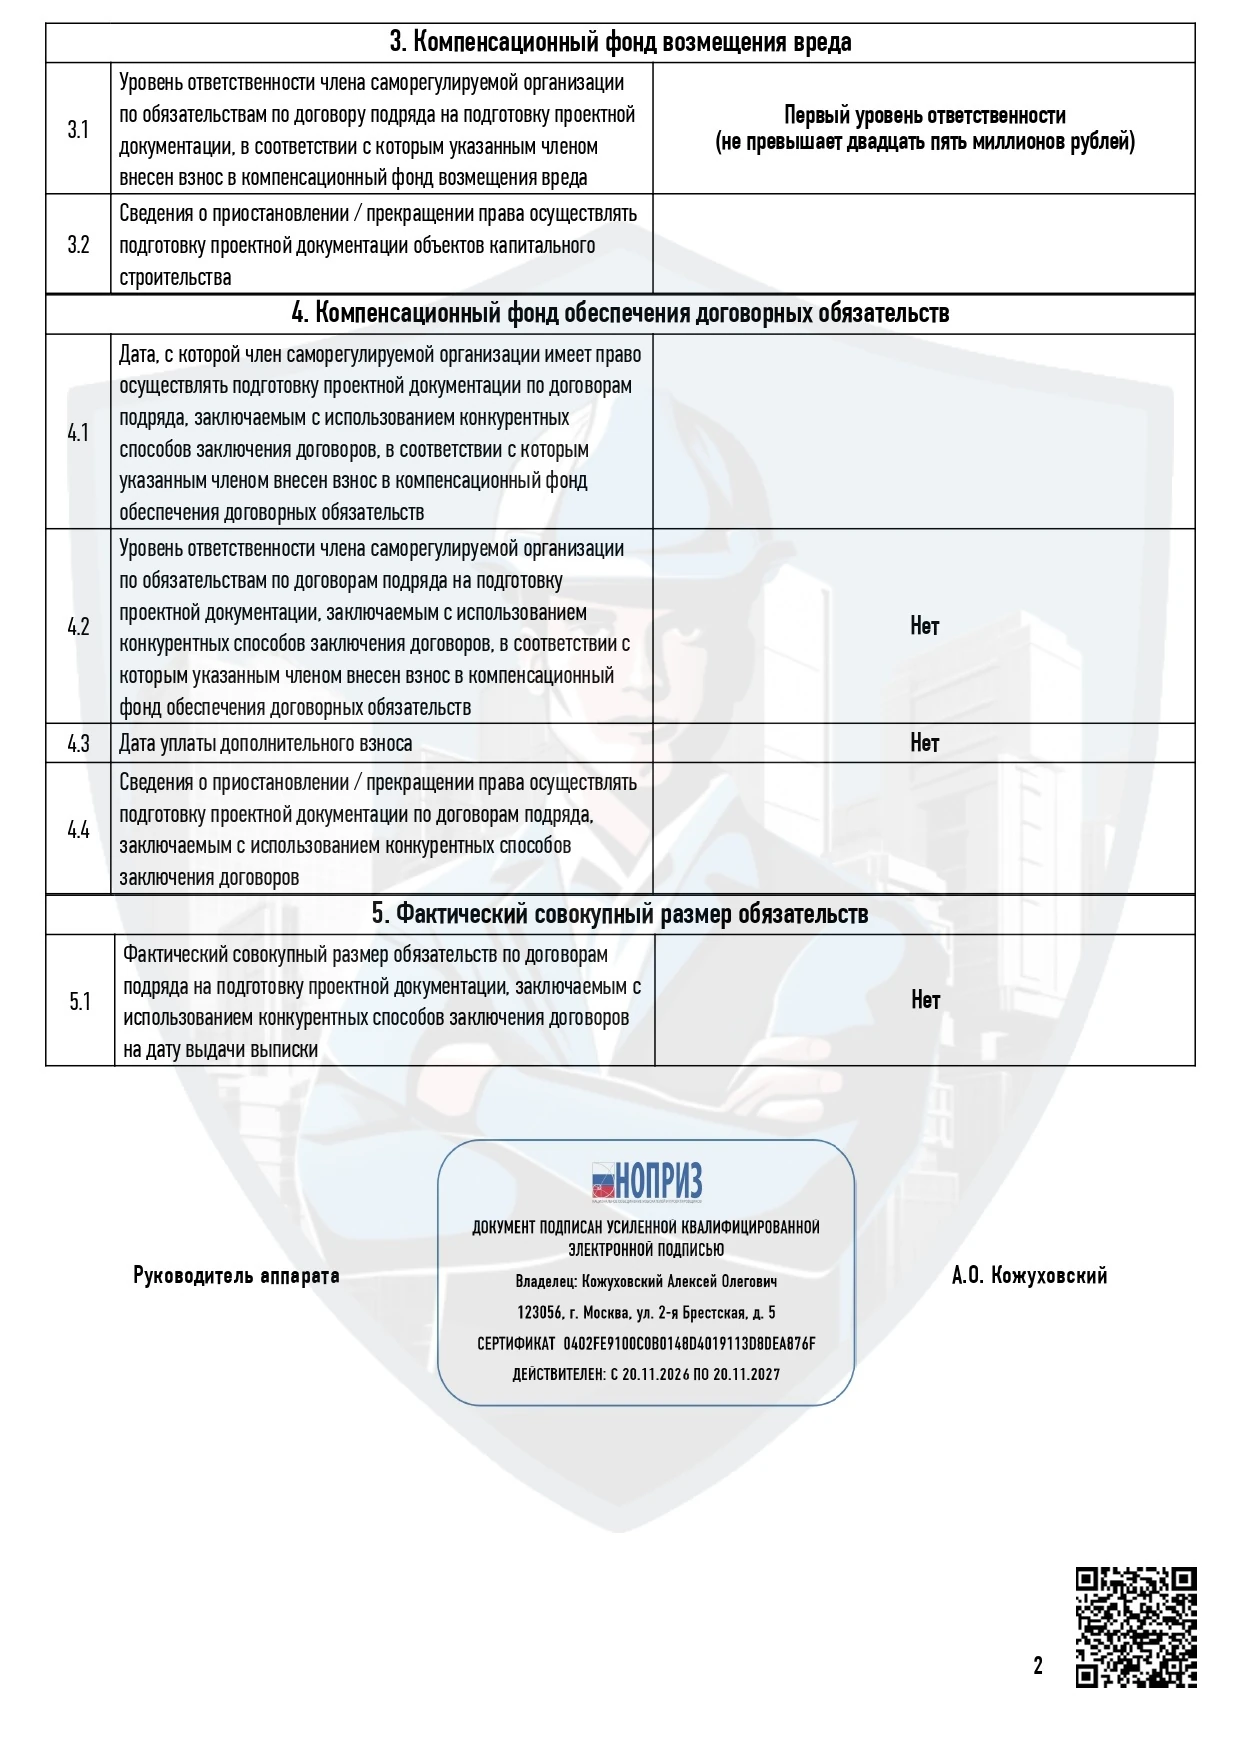 3. Компенсационный фонд возмещения вреда
3.1
Уровень ответственности члена саморегулируемой организации
по обязательствам по договору подряда на подготовку проектной
документации, в соответствии с которым указанным членом
внесен взнос в компенсационный фонд возмещения вреда
Первый уровень ответственности
(не превышает двадцать пять миллионов рублей)
3.2
Сведения о приостановлении / прекращении права осуществлять
подготовку проектной документации объектов капитального
строительства
4. Компенсационный фонд обеспечения договорных обязательств
4.1
Дата, с которой член саморегулируемой организации имеет право
осуществлять подготовку проектной документации по договорам
подряда, заключаемым с использованием конкурентных
способов заключения договоров, в соответствии с которым
указанным членом внесен взнос в компенсационный фонд
обеспечения договорных обязательств
4.2
Уровень ответственности члена саморегулируемой организации
по обязательствам по договорам подряда на подготовку
проектной документации, заключаемым с использованием
конкурентных способов заключения договоров, в соответствии с
которым указанным членом внесен взнос в компенсационный
фонд обеспечения договорных обязательств
Нет
4.3
Дата уплаты дополнительного взноса
Нет
4.4
Сведения о приостановлении / прекращении права осуществлять
подготовку проектной документации по договорам подряда,
заключаемым с использованием конкурентных способов
заключения договоров
5. Фактический совокупный размер обязательств
5.1
Фактический совокупный размер обязательств по договорам
подряда на подготовку проектной документации, заключаемым с
использованием конкурентных способов заключения договоров
на дату выдачи выписки
Нет
НОПРИЗ
ДОКУМЕНТ ПОДПИСАН УСИЛЕННОЙ КВАЛИФИЦИРОВАННОЙ
ЭЛЕКТРОННОЙ ПОДПИСЬЮ
Владелец: Кожуховский Алексей Олегович
123056, г. Москва, ул. 2-я Брестская, д. 5
СЕРТИФИКАТ 0402FE9100C0B0148D4019113D8DEA876F
ДЕЙСТВИТЕЛЕН: С 20.11.2026 ПО 20.11.2027
Руководитель аппарата
А.О. Кожуховский
2